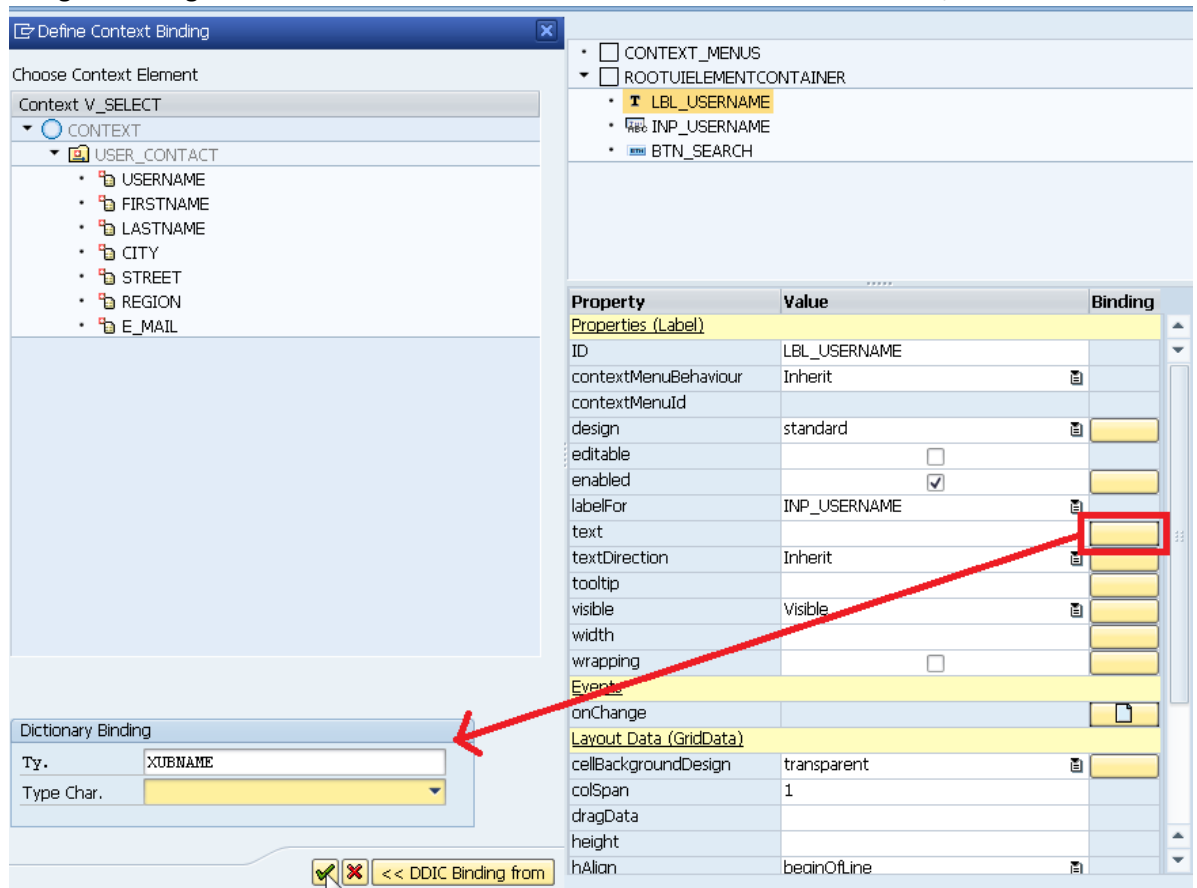 Define Context Binding
Choose Context Element
Context V_SELECT
CONTEXT
USER_CONTACT
USERNAME
FIRSTNAME
LASTNAME
CITY
STREET
REGION
E_MAIL
Dictionary Binding
Ty. XUBNAME
Type Char.
<< DDIC Binding from
CONTEXT_MENUS
ROOTUIELEMENTCONTAINER
T LBL_USERNAME
INP_USERNAME
BTN_SEARCH
Property Value Binding
Properties (Label)
ID LBL_USERNAME
contextMenuBehaviour Inherit
contextMenuId
design standard
editable
enabled
labelFor INP_USERNAME
text
textDirection Inherit
tooltip
visible Visible
width
wrapping
Events
onChange
Layout Data (GridData)
cellBackgroundDesign transparent
colSpan 1
dragData
height
hAlign beginOfLine